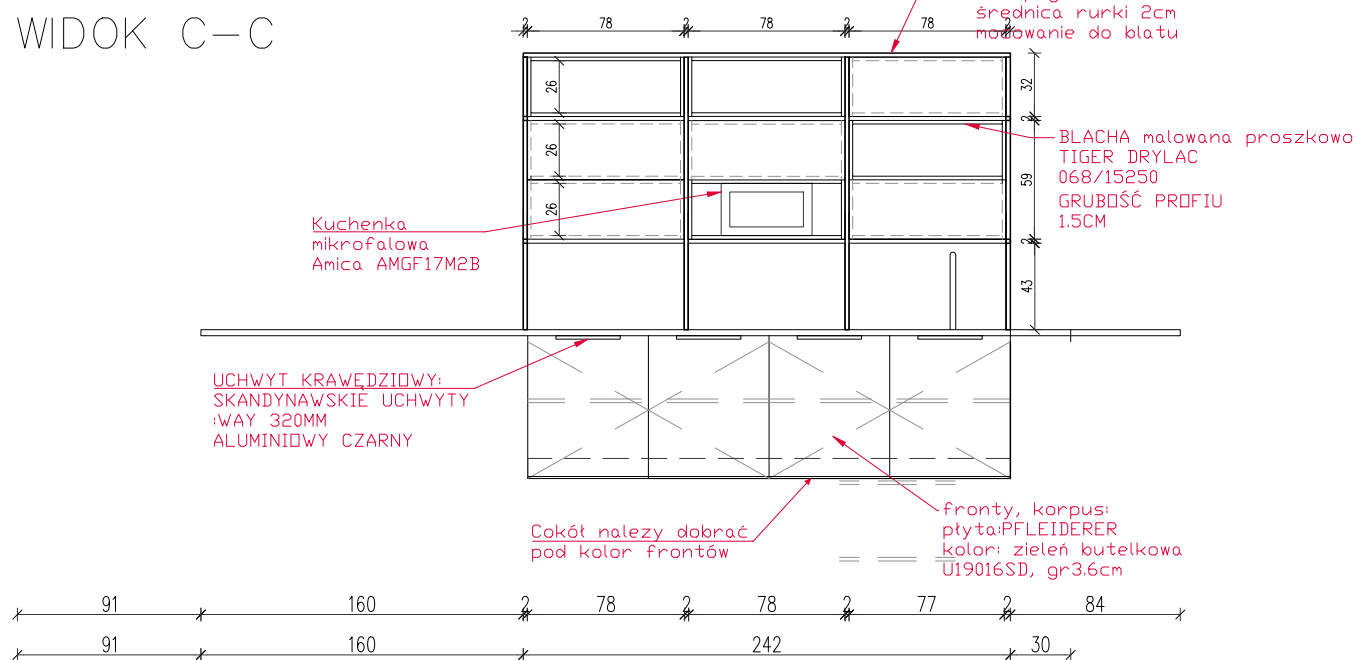 WIDOK C-C
średnica rurki 2cm
mocowanie do blatu
2 78 2 78 2 78 2
26
26
26
32
2
59
2
43
BLACHA malowana proszkowo
TIGER DRYLAC
068/15250
GRUBOŚĆ PROFIU
1.5CM
Kuchenka
mikrofalowa
Amica AMGF17M2B
UCHWYT KRAWĘDZIOWY:
SKANDYNAWSKIE UCHWYTY
:WAY 320MM
ALUMINIOWY CZARNY
Cokół nalezy dobrać
pod kolor frontów
fronty, korpus:
płyta:PFLEIDERER
kolor: zieleń butelkowa
U19016SD, gr3.6cm
91 160 2 78 2 78 2 77 2 84
91 160 242 30